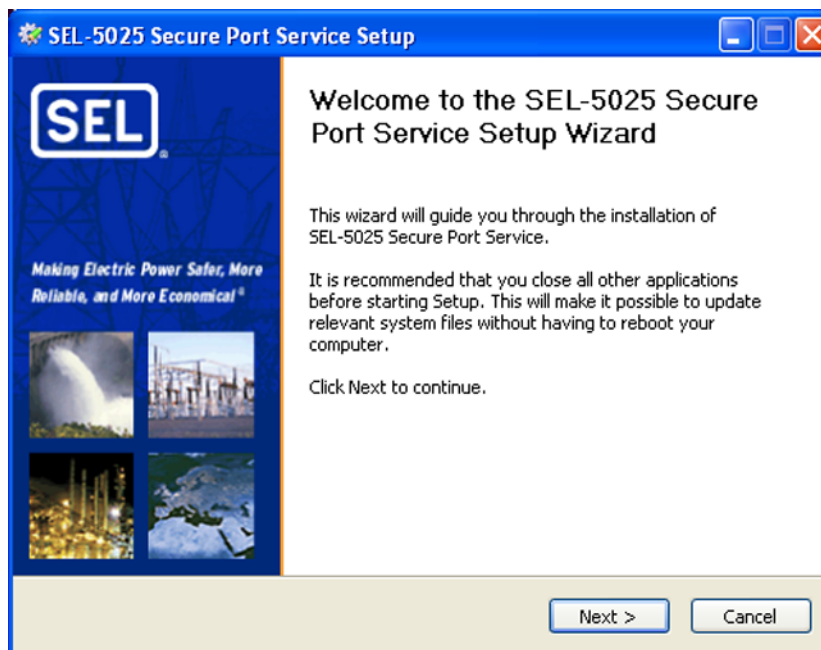 SEL-5025 Secure Port Service Setup
SEL
®
Making Electric Power Safer, More
Reliable, and More Economical®
Welcome to the SEL-5025 Secure
Port Service Setup Wizard
This wizard will guide you through the installation of
SEL-5025 Secure Port Service.
It is recommended that you close all other applications
before starting Setup. This will make it possible to update
relevant system files without having to reboot your
computer.
Click Next to continue.
Next >
Cancel